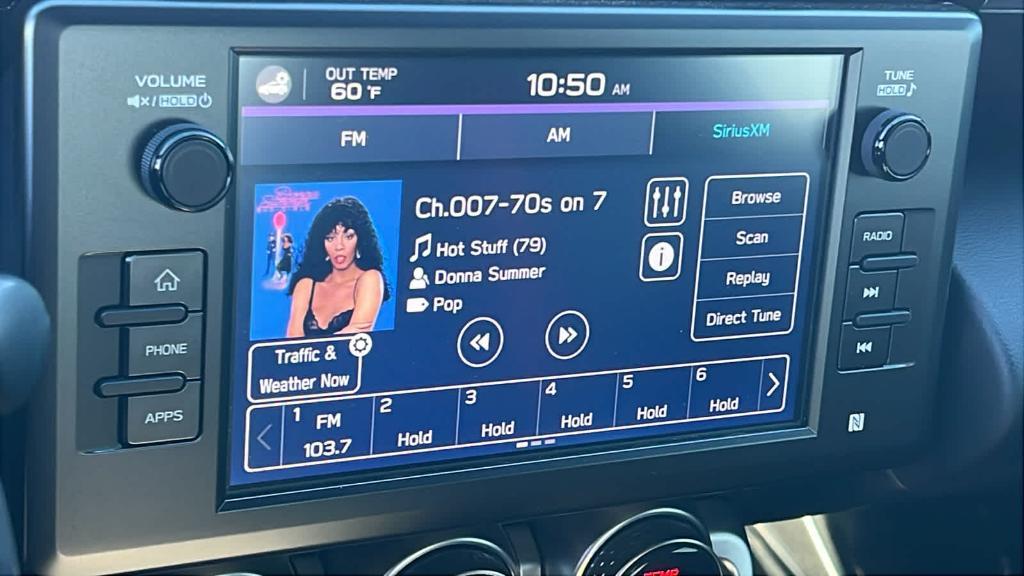 VOLUME
/ HOLD
OUT TEMP
60 °F
10:50 AM
TUNE
HOLD
FM
AM
SiriusXM
Ch.007-70s on 7
Hot Stuff (79)
Donna Summer
Pop
Browse
Scan
Replay
Direct Tune
RADIO
PHONE
APPS
Traffic &
Weather Now
1 FM 103.7
2 Hold
3 Hold
4 Hold
5 Hold
6 Hold
TEMP